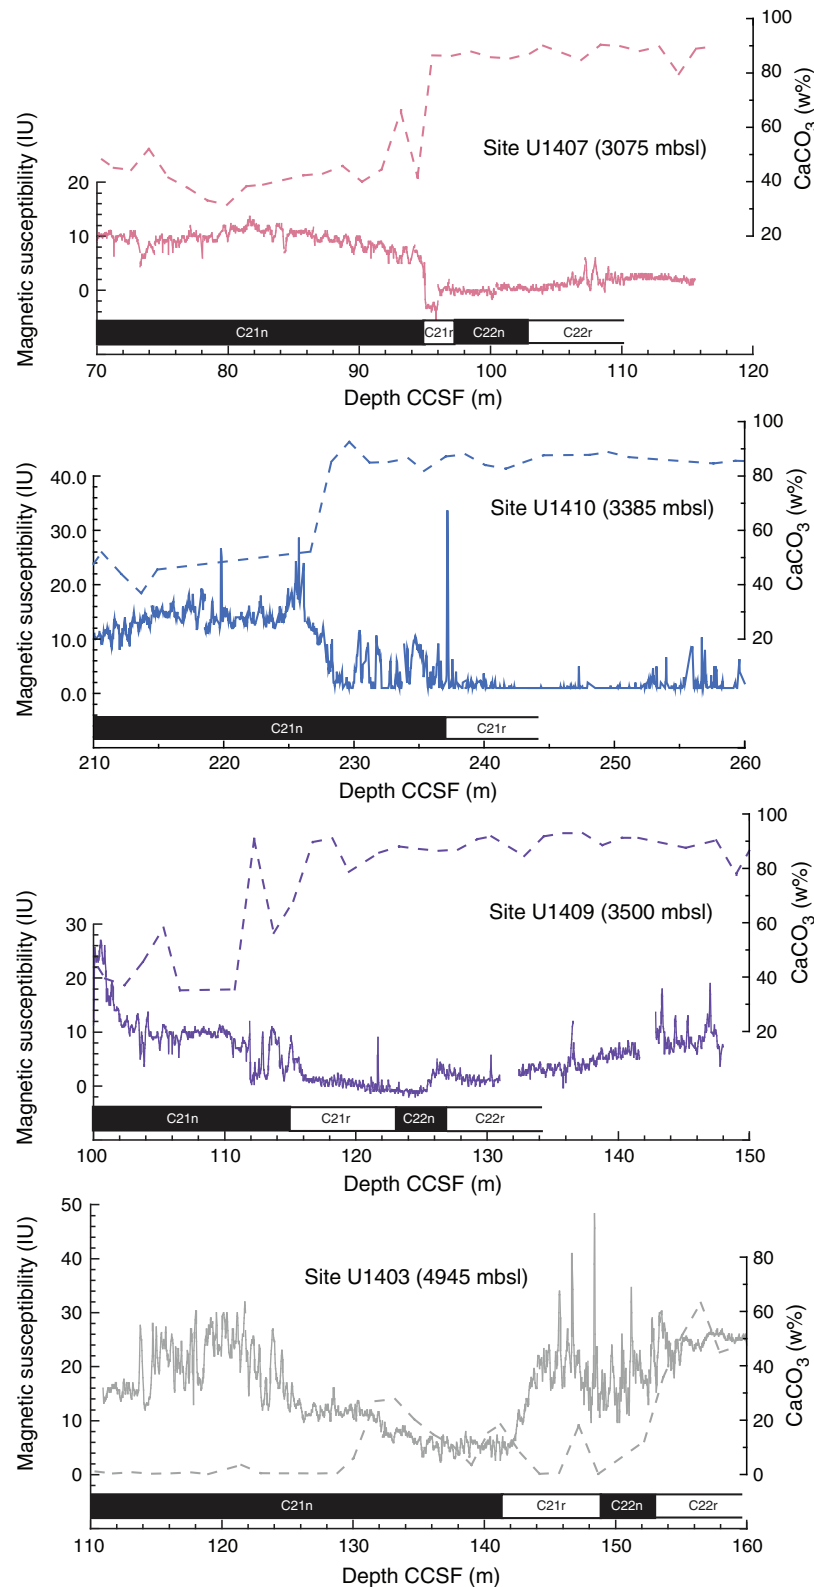 100
80
60
40
20
CaCO3 (w%)
Site U1407 (3075 mbsl)
Magnetic susceptibility (IU)
20
10
0
C21n
C21r
C22n
C22r
70
80
90
100
110
120
Depth CCSF (m)
100
80
60
40
20
CaCO3 (w%)
Site U1410 (3385 mbsl)
Magnetic susceptibility (IU)
40.0
30.0
20.0
10.0
0.0
C21n
C21r
210
220
230
240
250
260
Depth CCSF (m)
100
80
60
40
20
CaCO3 (w%)
Site U1409 (3500 mbsl)
Magnetic susceptibility (IU)
30
20
10
0
C21n
C21r
C22n
C22r
100
110
120
130
140
150
Depth CCSF (m)
50
40
30
20
10
0
Magnetic susceptibility (IU)
Site U1403 (4945 mbsl)
80
60
40
20
0
CaCO3 (w%)
C21n
C21r
C22n
C22r
110
120
130
140
150
160
Depth CCSF (m)